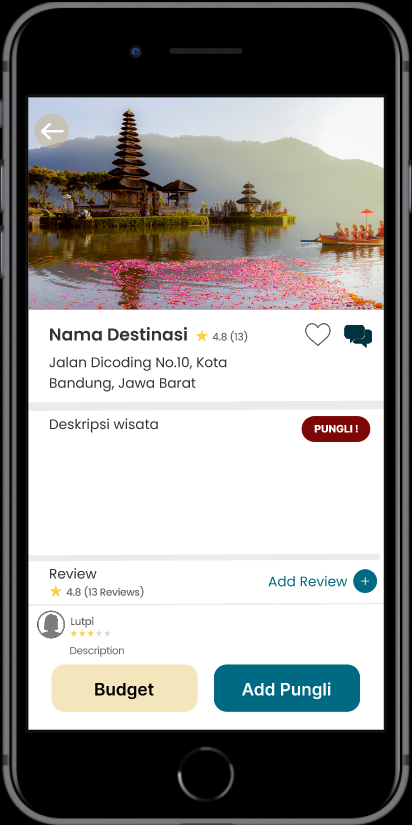 Nama Destinasi 4.8 (13)
Jalan Dicoding No.10, Kota
Bandung, Jawa Barat
Deskripsi wisata
PUNGLI !
Review
4.8 (13 Reviews)
Add Review +
Lutpi
Description
Budget
Add Pungli